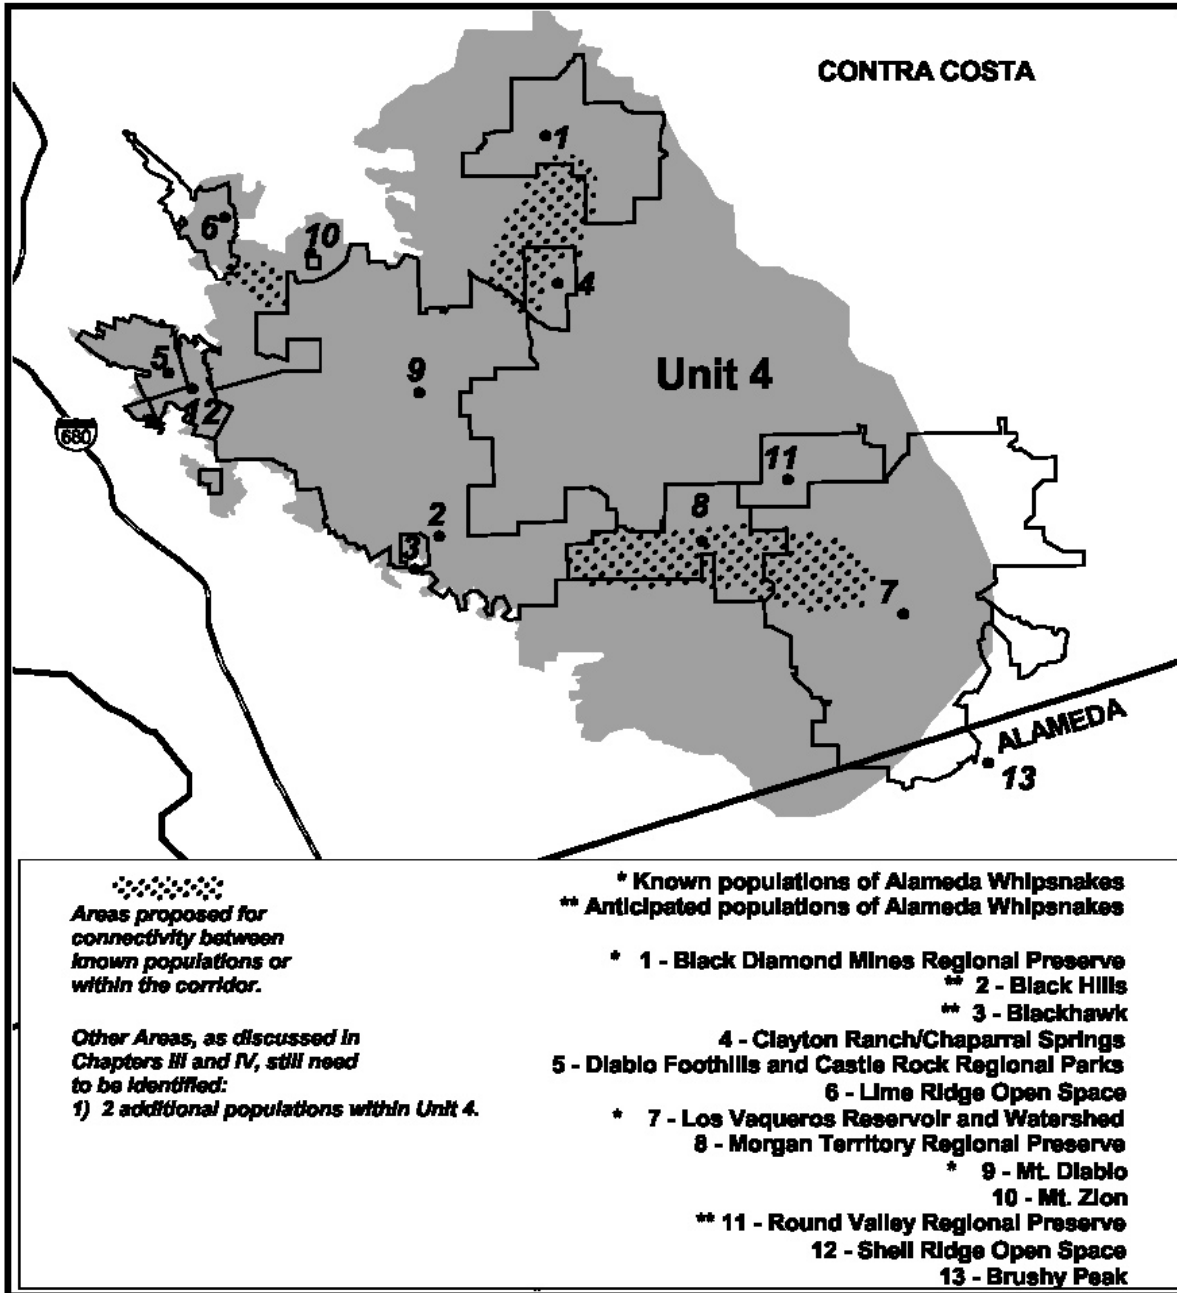 CONTRA COSTA
1
6
10
4
5
9
Unit 4
12
680
11
2
8
3
7
ALAMEDA
13
Areas proposed for
connectivity between
known populations or
within the corridor.
Other Areas, as discussed in
Chapters III and IV, still need
to be identified:
1) 2 additional populations within Unit 4.
* Known populations of Alameda Whipsnakes
** Anticipated populations of Alameda Whipsnakes
* 1 - Black Diamond Mines Regional Preserve
** 2 - Black Hills
** 3 - Blackhawk
4 - Clayton Ranch/Chaparral Springs
5 - Diablo Foothills and Castle Rock Regional Parks
6 - Lime Ridge Open Space
* 7 - Los Vaqueros Reservoir and Watershed
8 - Morgan Territory Regional Preserve
* 9 - Mt. Diablo
10 - Mt. Zion
** 11 - Round Valley Regional Preserve
12 - Shell Ridge Open Space
13 - Brushy Peak